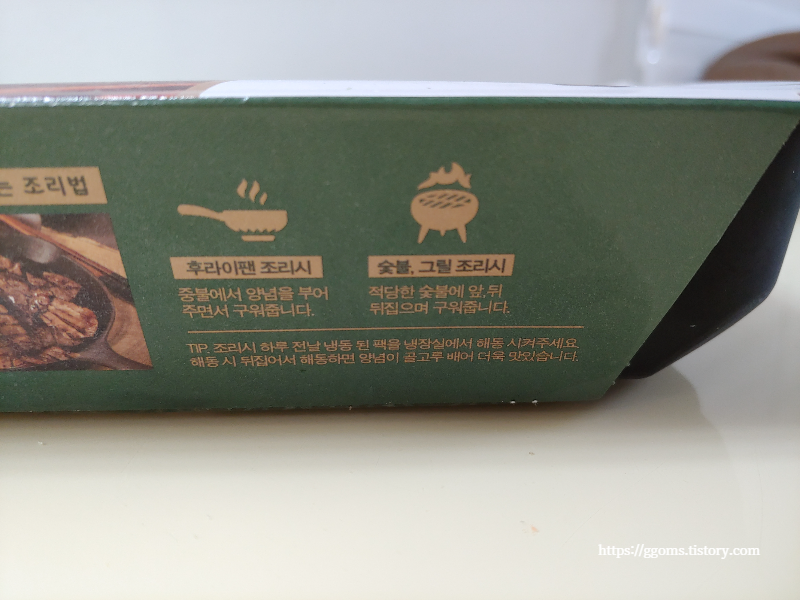 는 조리법
후라이팬 조리시
중불에서 양념을 부어
주면서 구워줍니다.
숯불, 그릴 조리시
적당한 숯불에 앞,뒤
뒤집으며 구워줍니다.
TIP. 조리시 하루 전날 냉동 된 팩을 냉장실에서 해동 시켜주세요.
해동 시 뒤집어서 해동하면 양념이 골고루 배어 더욱 맛있습니다.
https://ggoms.tistory.com